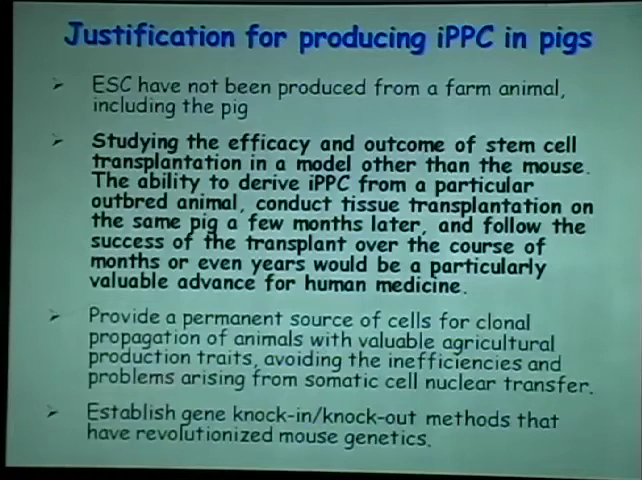 Justification for producing iPPC in pigs
ESC have not been produced from a farm animal,
including the pig
Studying the efficacy and outcome of stem cell
transplantation in a model other than the mouse.
The ability to derive iPPC from a particular
outbred animal, conduct tissue transplantation on
the same pig a few months later, and follow the
success of the transplant over the course of
months or even years would be a particularly
valuable advance for human medicine.
Provide a permanent source of cells for clonal
propagation of animals with valuable agricultural
production traits, avoiding the inefficiencies and
problems arising from somatic cell nuclear transfer.
Establish gene knock-in/knock-out methods that
have revolutionized mouse genetics.